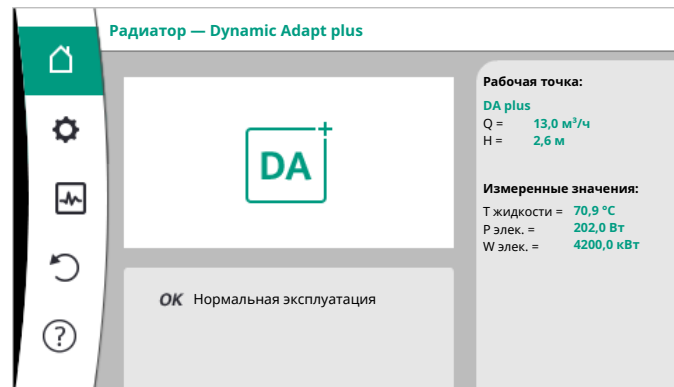 Радиатор — Dynamic Adapt plus
DA+
OK Нормальная эксплуатация
Рабочая точка:
DA plus
Q = 13,0 м³/ч
H = 2,6 м
Измеренные значения:
T жидкости = 70,9 °C
P элек. = 202,0 Вт
W элек. = 4200,0 кВт
?